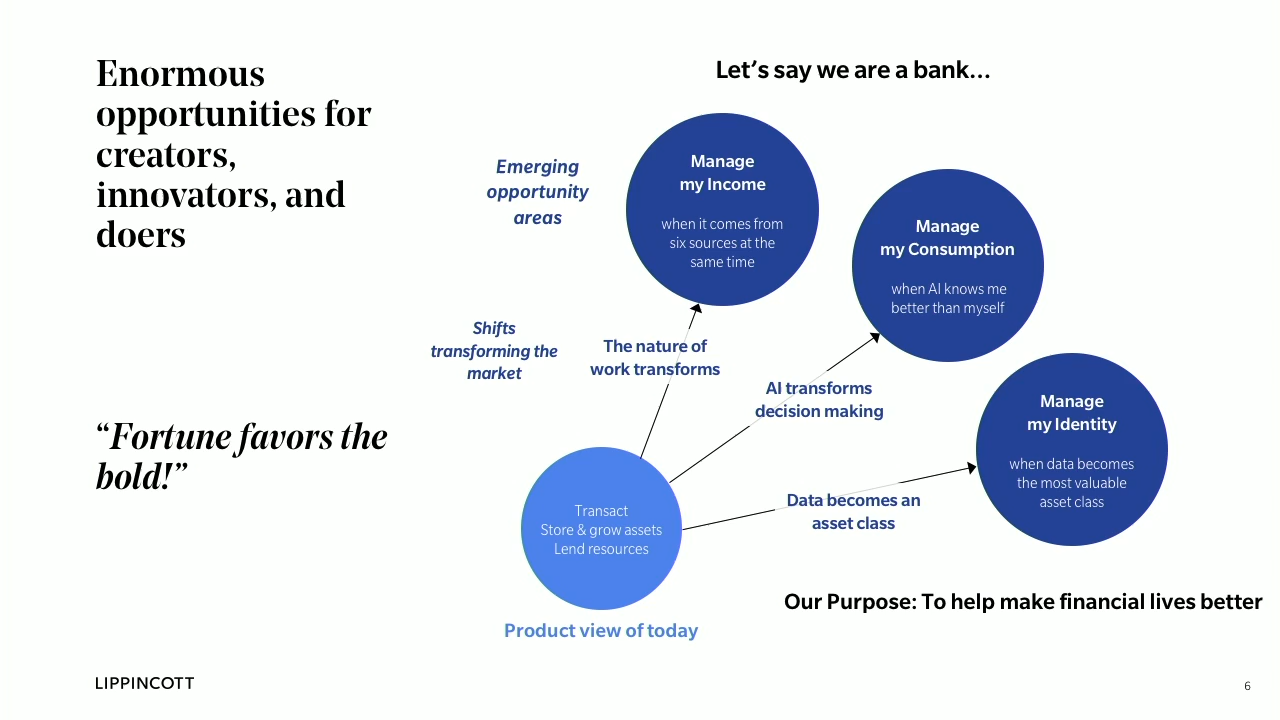 Enormous
opportunities for
creators,
innovators, and
doers
“Fortune favors the
bold!”
Let’s say we are a bank...
Emerging
opportunity
areas
Manage
my Income
when it comes from
six sources at the
same time
Manage
my Consumption
when AI knows me
better than myself
Shifts
transforming the
market
The nature of
work transforms
AI transforms
decision making
Manage
my Identity
when data becomes
the most valuable
asset class
Data becomes an
asset class
Transact
Store & grow assets
Lend resources
Product view of today
Our Purpose: To help make financial lives better
LIPPINCOTT
6